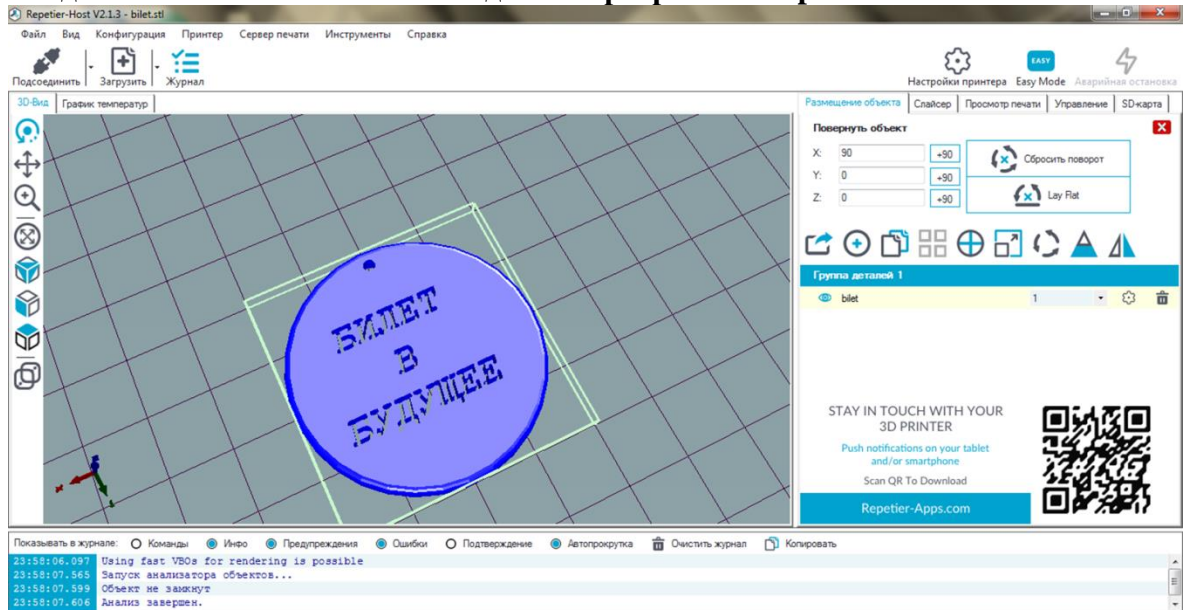 Repetier-Host V2.1.3 - bilet.stl
Файл Вид Конфигурация Принтер Сервер печати Инструменты Справка
Подсоединить Загрузить Журнал Настройки принтера Easy Mode Аварийная остановка
EASY
3D-Вид График температур
Размещение объекта Слайсер Просмотр печати Управление SD-карта
Повернуть объект
X: 90 +90 Сбросить поворот
Y: 0 +90
Z: 0 +90 Lay Flat
Группа деталей 1
bilet 1
БИЛЕТ
В
БУДУЩЕЕ
STAY IN TOUCH WITH YOUR
3D PRINTER
Push notifications on your tablet
and/or smartphone
Scan QR To Download
Repetier-Apps.com
Показывать в журнале: Команды Инфо Предупреждения Ошибки Подтверждение Автопрокрутка Очистить журнал Копировать
23:58:06.097 Using fast VBOs for rendering is possible
23:58:07.565 Запуск анализатора объектов...
23:58:07.599 Объект не замкнут
23:58:07.606 Анализ завершен.